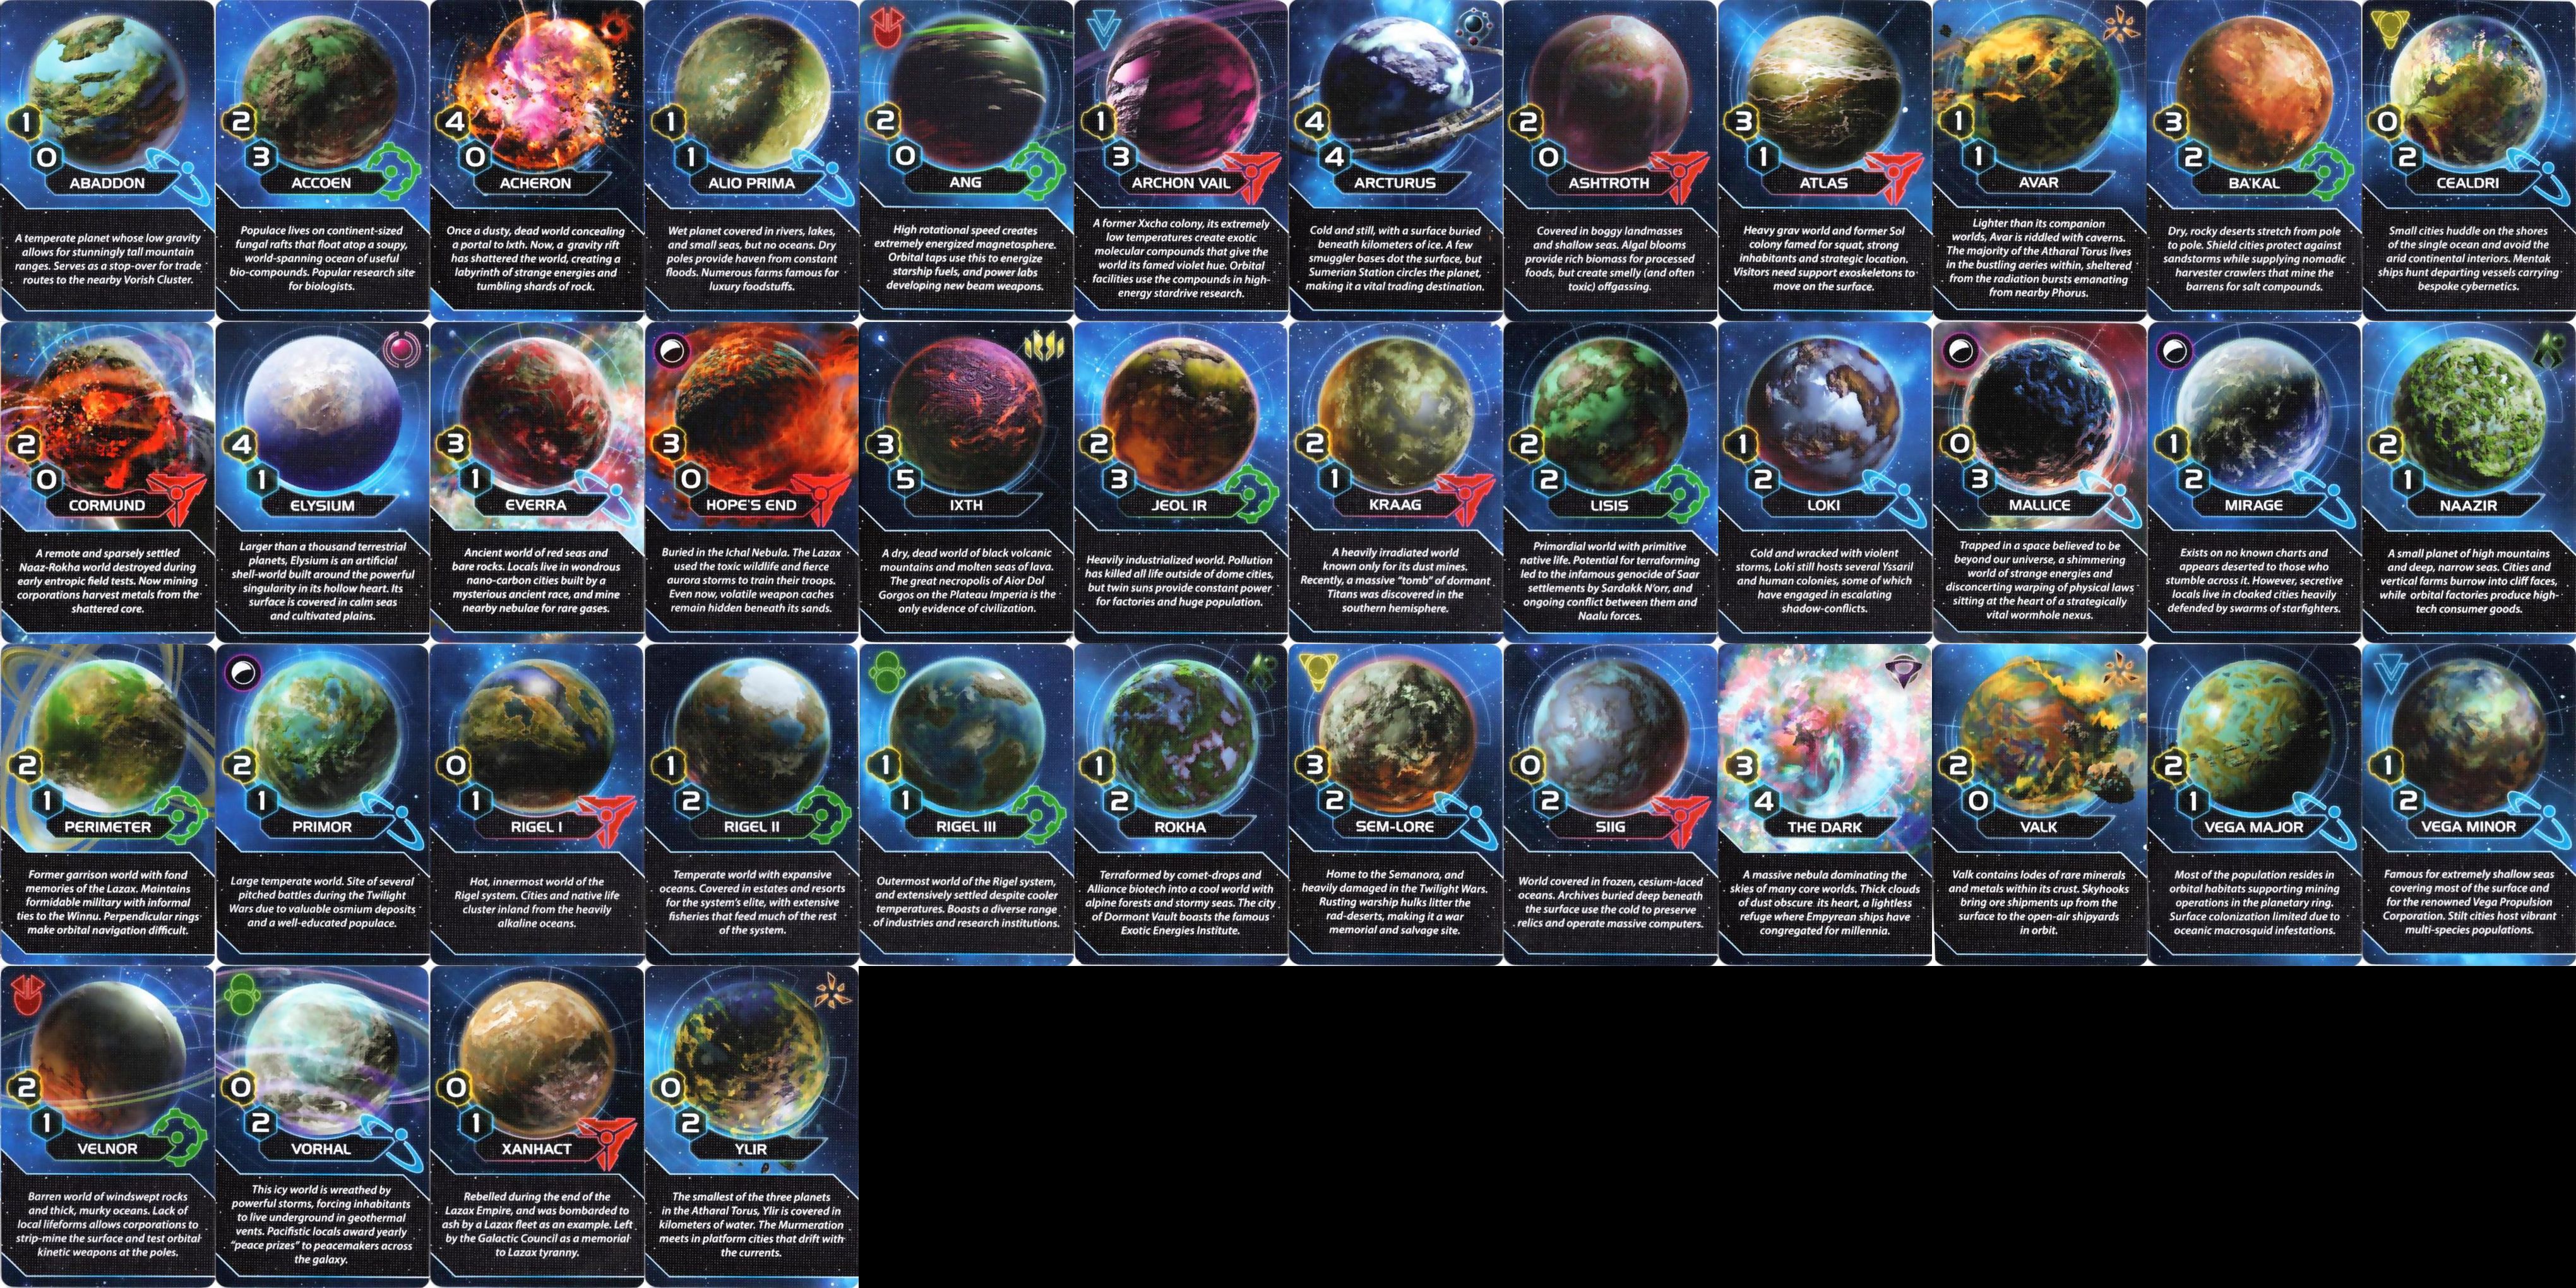 1
0
ABADDON
A temperate planet whose low gravity
allows for stunningly tall mountain
ranges. Serves as a stop-over for trade
routes to the nearby Vorish Cluster.
2
3
ACCOEN
Populace lives on continent-sized
fungal rafts that float atop a soupy,
world-spanning ocean of useful
bio-compounds. Popular research site
for biologists.
4
0
ACHERON
Once a dusty, dead world concealing
a portal to Ixth. Now, a gravity rift
has shattered the world, creating a
labyrinth of strange energies and
tumbling shards of rock.
1
1
ALIO PRIMA
Wet planet covered in rivers, lakes,
and small seas, but no oceans. Dry
poles provide haven from constant
floods. Numerous farms famous for
luxury foodstuffs.
2
0
ANG
High rotational speed creates
extremely energized magnetosphere.
Orbital taps use this to energize
starship fuels, and power labs
developing new beam weapons.
1
3
ARCHON VAIL
A former Xxcha colony, its extremely
low temperatures create exotic
molecular compounds that give the
world its famed violet hue. Orbital
facilities use the compounds in high-
energy stardrive research.
4
4
ARCTURUS
Cold and still, with a surface buried
beneath kilometers of ice. A few
smuggler bases dot the surface, but
Sumerian Station circles the planet,
making it a vital trading destination.
2
0
ASHTROTH
Covered in boggy landmasses
and shallow seas. Algal blooms
provide rich biomass for processed
foods, but create smelly (and often
toxic) offgassing.
3
1
ATLAS
Heavy grav world and former Sol
colony famed for squat, strong
inhabitants and strategic location.
Visitors need support exoskeletons to
move on the surface.
1
1
AVAR
Lighter than its companion
worlds, Avar is riddled with caverns.
The majority of the Atharal Torus lives
in the bustling aeries within, sheltered
from the radiation bursts emanating
from nearby Phorus.
3
2
BA'KAL
Dry, rocky deserts stretch from pole
to pole. Shield cities protect against
sandstorms while supplying nomadic
harvester crawlers that mine the
barrens for salt compounds.
0
2
CEALDRI
Small cities huddle on the shores
of the single ocean and avoid the
arid continental interiors. Mentak
ships hunt departing vessels carrying
bespoke cybernetics.
2
0
CORMUND
A remote and sparsely settled
Naaz-Rokha world destroyed during
early entropic field tests. Now mining
corporations harvest metals from the
shattered core.
4
1
ELYSIUM
Larger than a thousand terrestrial
planets, Elysium is an artificial
shell-world built around the powerful
singularity in its hollow heart. Its
surface is covered in calm seas
and cultivated plains.
3
1
EVERRA
Ancient world of red seas and
bare rocks. Locals live in wondrous
nano-carbon cities built by a
mysterious ancient race, and mine
nearby nebulae for rare gases.
3
0
HOPE'S END
Buried in the Ichal Nebula. The Lazax
used the toxic wildlife and fierce
aurora storms to train their troops.
Even now, volatile weapon caches
remain hidden beneath its sands.
3
5
IXTH
A dry, dead world of black volcanic
mountains and molten seas of lava.
The great necropolis of Aior Dol
Gorgos on the Plateau Imperia is the
only evidence of civilization.
2
3
JEOL IR
Heavily industrialized world. Pollution
has killed all life outside of dome cities,
but twin suns provide constant power
for factories and huge population.
2
1
KRAAG
A heavily irradiated world
known only for its dust mines.
Recently, a massive "tomb" of dormant
Titans was discovered in the
southern hemisphere.
2
2
LISIS
Primordial world with primitive
native life. Potential for terraforming
led to the infamous genocide of Saar
settlements by Sardakk N'orr, and
ongoing conflict between them and
Naalu forces.
1
2
LOKI
Cold and wracked with violent
storms, Loki still hosts several Yssaril
and human colonies, some of which
have engaged in escalating
shadow-conflicts.
0
3
MALLICE
Trapped in a space believed to be
beyond our universe, a shimmering
world of strange energies and
disconcerting warping of physical laws
sitting at the heart of a strategically
vital wormhole nexus.
1
2
MIRAGE
Exists on no known charts and
appears deserted to those who
stumble across it. However, secretive
locals live in cloaked cities heavily
defended by swarms of starfighters.
2
1
NAAZIR
A small planet of high mountains
and deep, narrow seas. Cities and
vertical farms burrow into cliff faces,
while orbital factories produce high-
tech consumer goods.
2
1
PERIMETER
Former garrison world with fond
memories of the Lazax. Maintains
formidable military with informal
ties to the Winnu. Perpendicular rings
make orbital navigation difficult.
2
1
PRIMOR
Large temperate world. Site of several
pitched battles during the Twilight
Wars due to valuable osmium deposits
and a well-educated populace.
0
1
RIGEL I
Hot, innermost world of the
Rigel system. Cities and native life
cluster inland from the heavily
alkaline oceans.
1
2
RIGEL II
Temperate world with expansive
oceans. Covered in estates and resorts
for the system's elite, with extensive
fisheries that feed much of the rest
of the system.
1
1
RIGEL III
Outermost world of the Rigel system,
and extensively settled despite cooler
temperatures. Boasts a diverse range
of industries and research institutions.
1
2
ROKHA
Terraformed by comet-drops and
Alliance biotech into a cool world with
alpine forests and stormy seas. The city
of Dormont Vault boasts the famous
Exotic Energies Institute.
3
2
SEM-LORE
Home to the Semanora, and
heavily damaged in the Twilight Wars.
Rusting warship hulks litter the
rad-deserts, making it a war
memorial and salvage site.
0
2
SIIG
World covered in frozen, cesium-laced
oceans. Archives buried deep beneath
the surface use the cold to preserve
relics and operate massive computers.
3
4
THE DARK
A massive nebula dominating the
skies of many core worlds. Thick clouds
of dust obscure its heart, a lightless
refuge where Empyrean ships have
congregated for millennia.
2
0
VALK
Valk contains lodes of rare minerals
and metals within its crust. Skyhooks
bring ore shipments up from the
surface to the open-air shipyards
in orbit.
2
1
VEGA MAJOR
Most of the population resides in
orbital habitats supporting mining
operations in the planetary ring.
Surface colonization limited due to
oceanic macrosquid infestations.
1
2
VEGA MINOR
Famous for extremely shallow seas
covering most of the surface and
for the renowned Vega Propulsion
Corporation. Stilt cities host vibrant
multi-species populations.
2
1
VELNOR
Barren world of windswept rocks
and thick, murky oceans. Lack of
local lifeforms allows corporations to
strip-mine the surface and test orbital
kinetic weapons at the poles.
0
2
VORHAL
This icy world is wreathed by
powerful storms, forcing inhabitants
to live underground in geothermal
vents. Pacifistic locals award yearly
"peace prizes" to peacemakers across
the galaxy.
0
1
XANHACT
Rebelled during the end of the
Lazax Empire, and was bombarded to
ash by a Lazax fleet as an example. Left
by the Galactic Council as a memorial
to Lazax tyranny.
0
2
YLIR
The smallest of the three planets
in the Atharal Torus, Ylir is covered in
kilometers of water. The Murmeration
meets in platform cities that drift with
the currents.